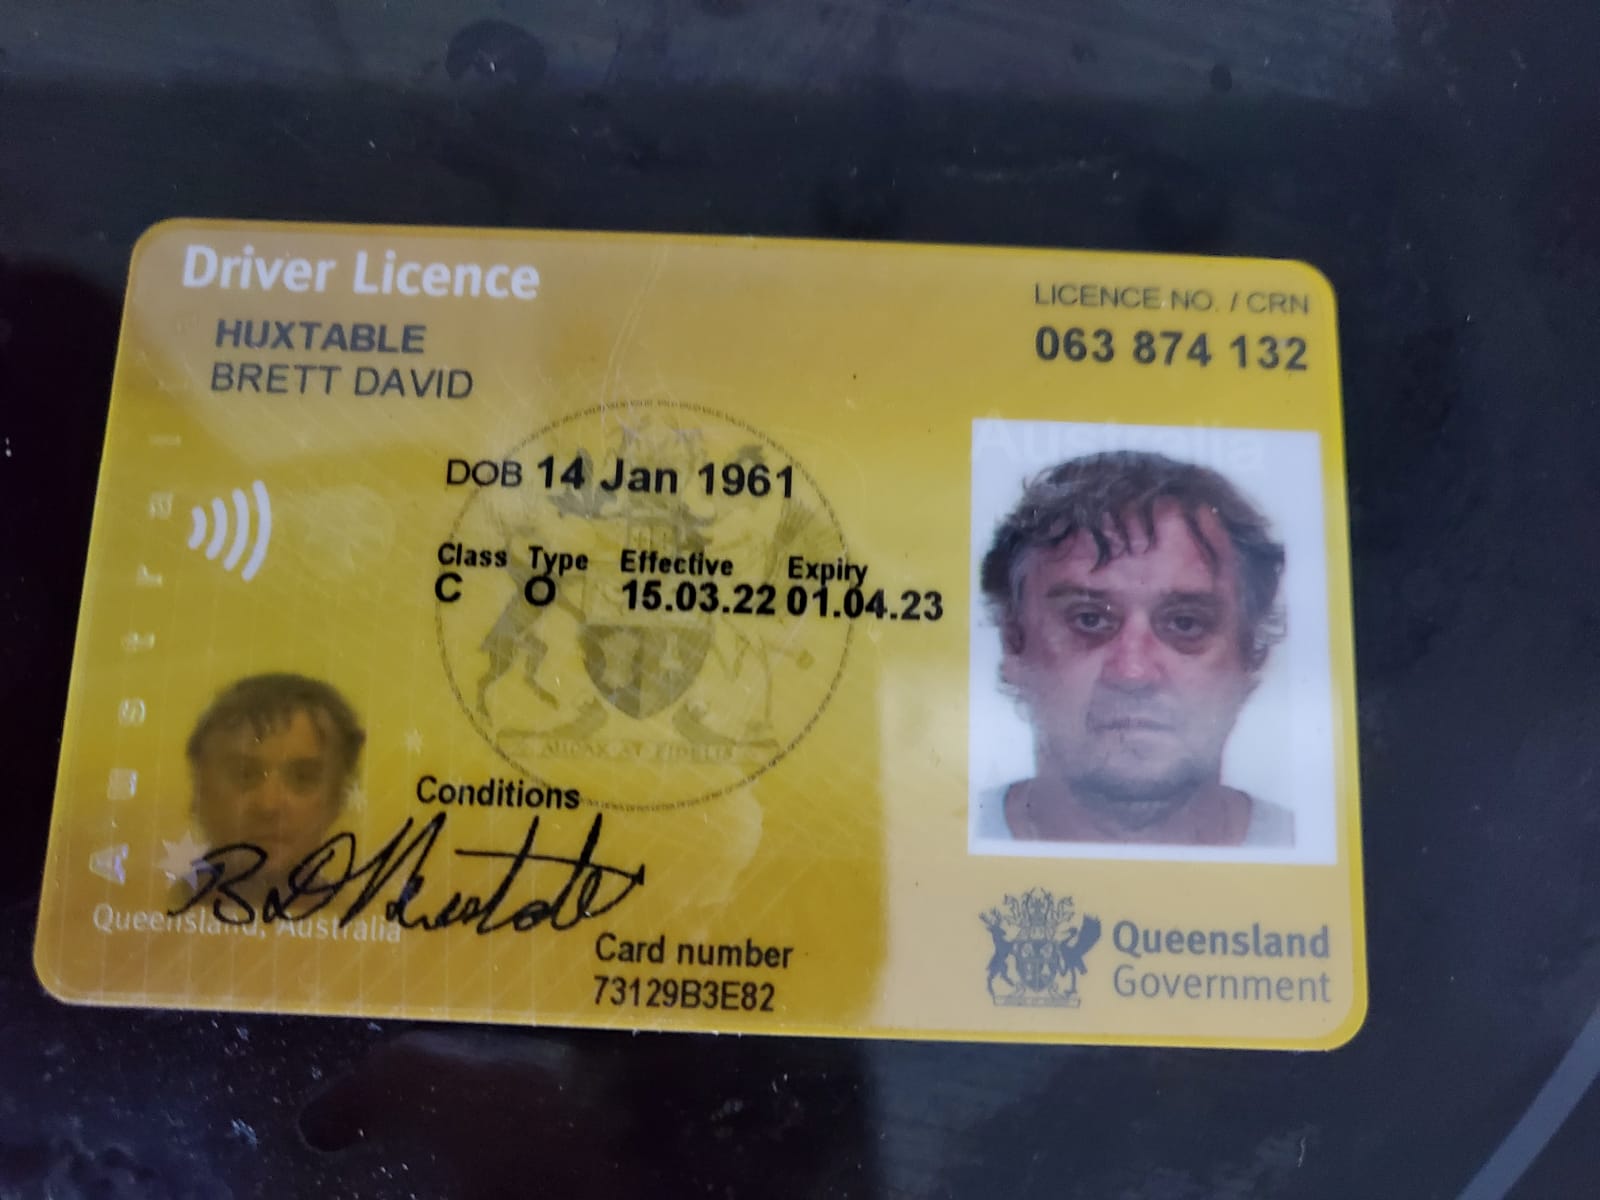 Driver Licence
LICENCE NO. / CRN
HUXTABLE
063 874 132
BRETT DAVID
Australia
DOB 14 Jan 1961
Class Type Effective Expiry
C O 15.03.22 01.04.23
Australia
AUDAX AT FIDELIS
Conditions
Queensland, Australia
Card number
73129B3E82
Queensland
Government